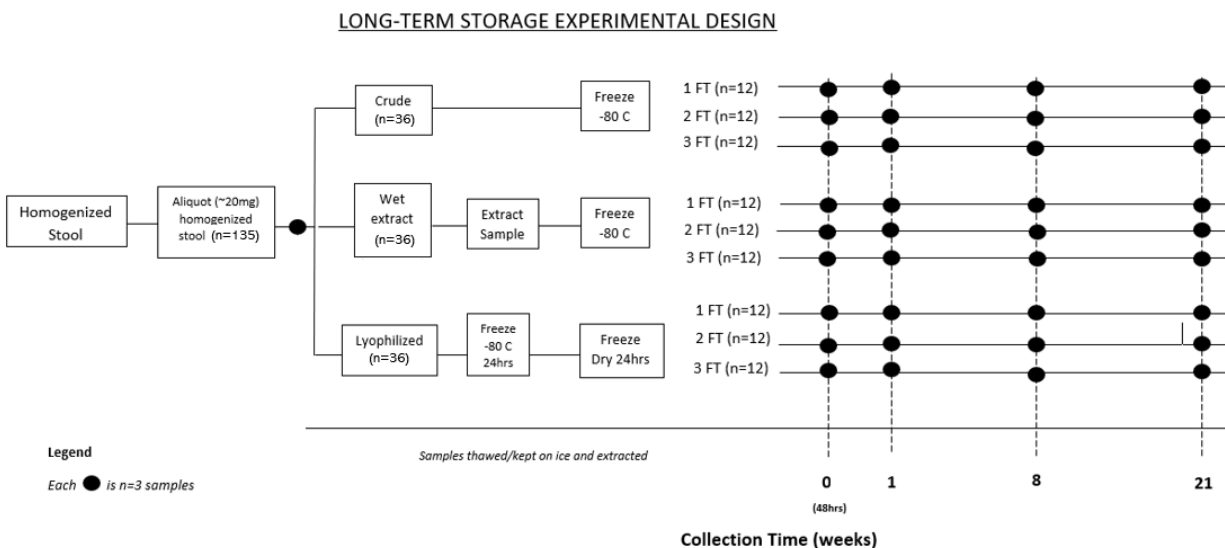 LONG-TERM STORAGE EXPERIMENTAL DESIGN
Homogenized
Stool
Aliquot (~20mg)
homogenized
stool (n=135)
Crude
(n=36)
Freeze
-80 C
1 FT (n=12)
2 FT (n=12)
3 FT (n=12)
Wet
extract
(n=36)
Extract
Sample
Freeze
-80 C
1 FT (n=12)
2 FT (n=12)
3 FT (n=12)
Lyophilized
(n=36)
Freeze
-80 C
24hrs
Freeze
Dry 24hrs
1 FT (n=12)
2 FT (n=12)
3 FT (n=12)
Legend
Each is n=3 samples
Samples thawed/kept on ice and extracted
0 1 8 21
(48hrs)
Collection Time (weeks)